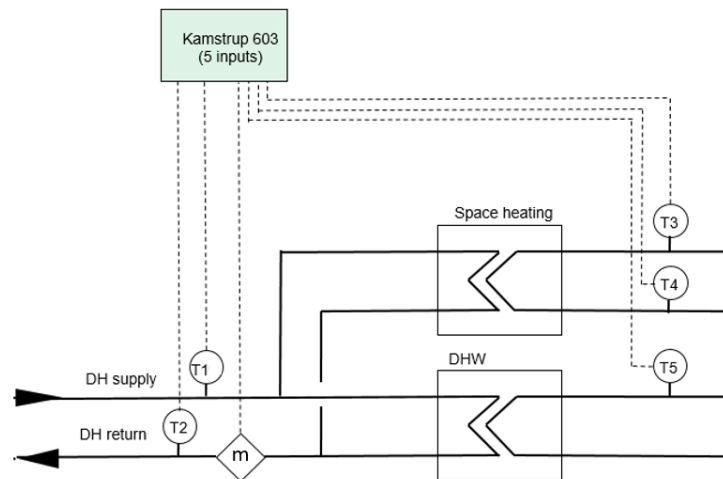 Kamstrup 603
(5 inputs)
Space heating
T3
T4
DHW
T1
T5
DH supply
T2
DH return
m